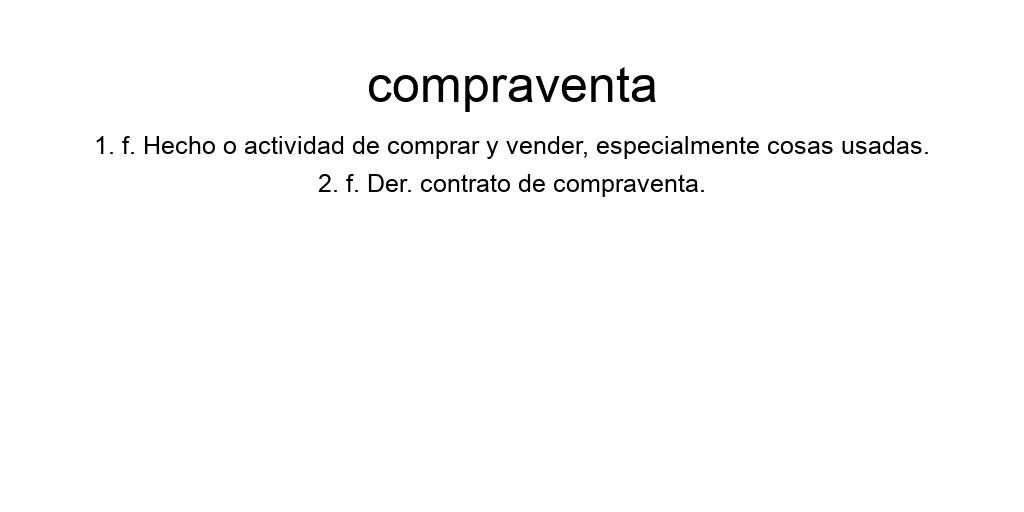 compraventa
1. f. Hecho o actividad de comprar y vender, especialmente cosas usadas.
2. f. Der. contrato de compraventa.